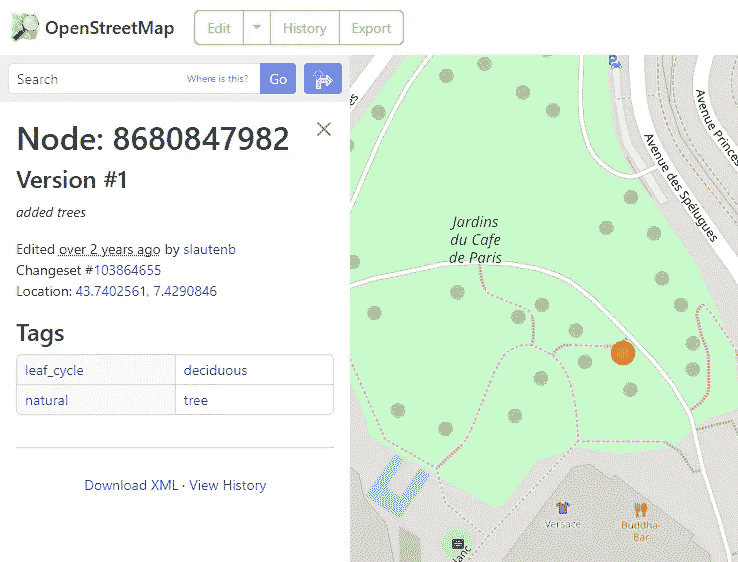 OpenStreetMap
Edit
History
Export
Search
Where is this?
Go
Node: 8680847982
Version #1
added trees
Edited over 2 years ago by slautenb
Changeset #103864655
Location: 43.7402561, 7.4290846
Tags
leaf_cycle deciduous
natural tree
Download XML · View History
Avenue Princes
Avenue des Spélugues
Jardins
du Cafe
de Paris
Versace
Buddha-
Bar